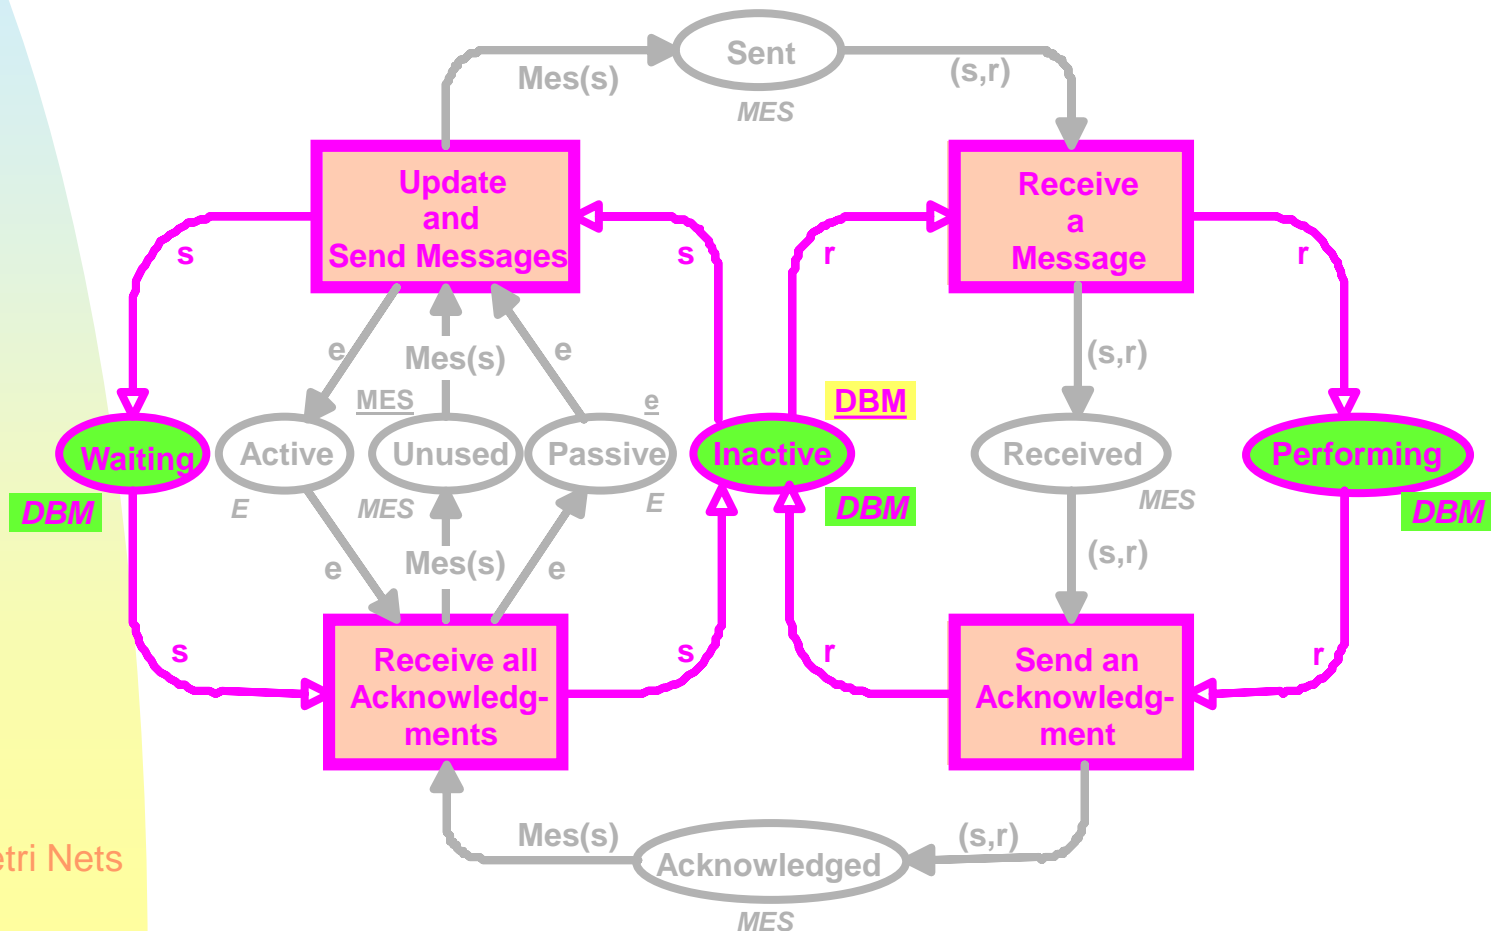 Sent
Mes(s)
(s,r)
MES
Update
and
Send Messages
Receive
a
Message
s
s
r
r
e
Mes(s)
e
(s,r)
MES
e
DBM
Waiting
Active
Unused
Passive
Inactive
Received
Performing
DBM
E
MES
E
DBM
MES
DBM
e
Mes(s)
e
(s,r)
s
s
r
r
Receive all
Acknowledg-
ments
Send an
Acknowledg-
ment
Mes(s)
(s,r)
Acknowledged
MES
etri Nets